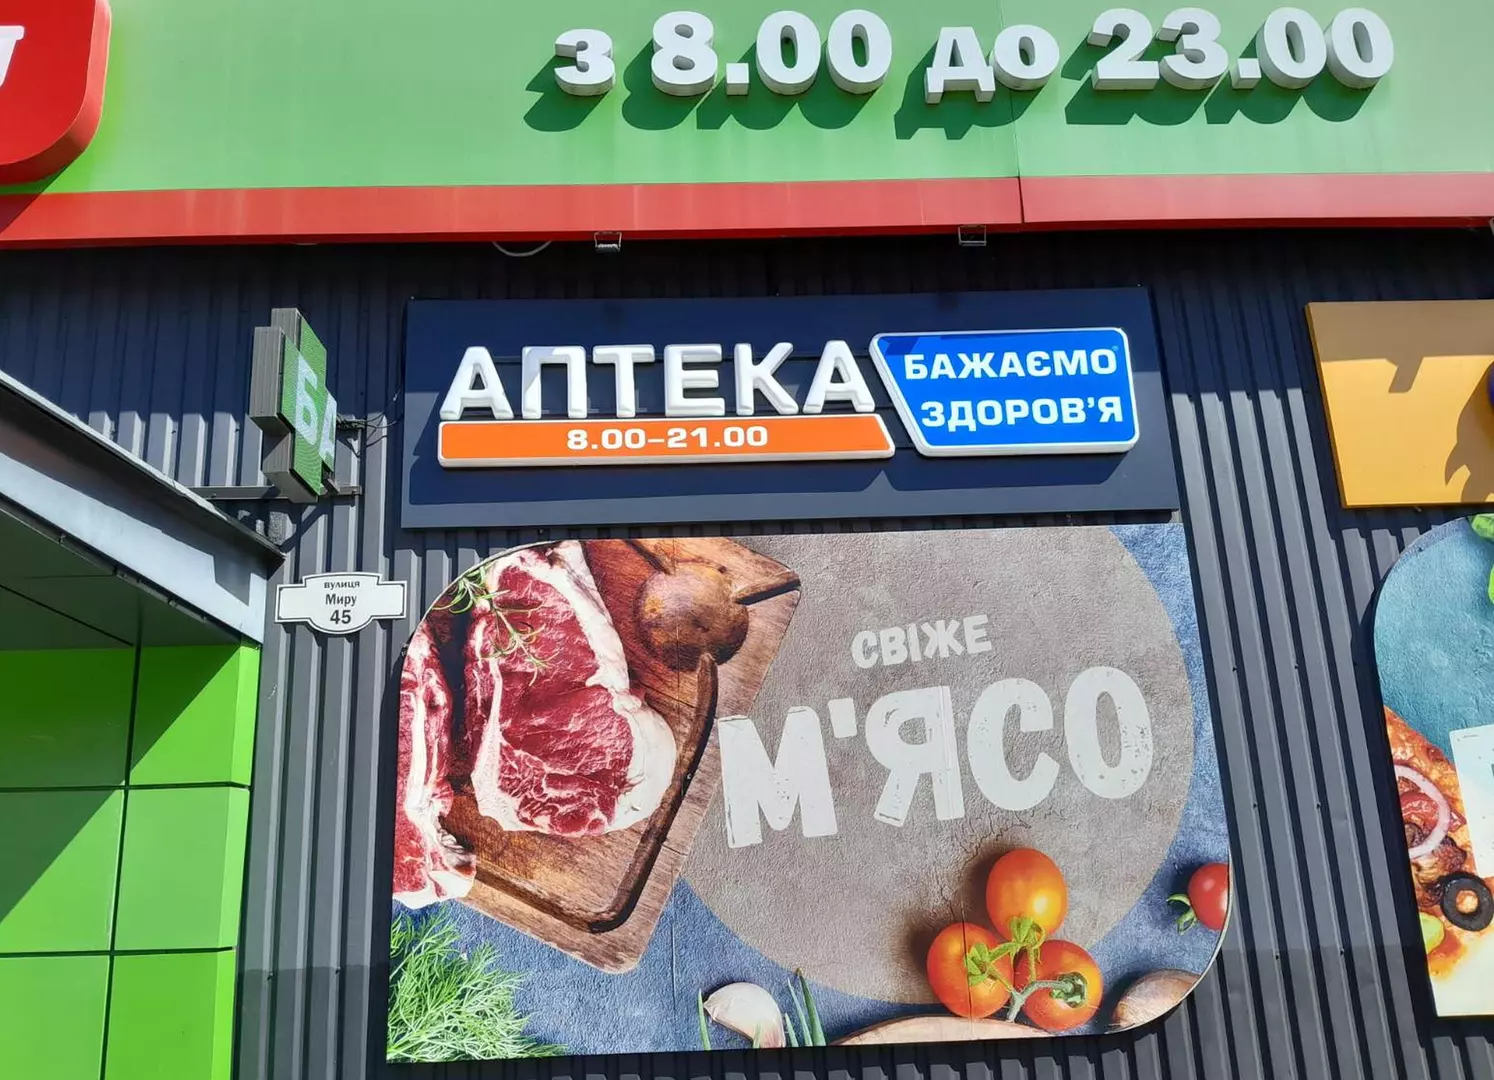 з 8.00 до 23.00
АПТЕКА
8.00–21.00
БАЖАЄМО
ЗДОРОВ'Я
вулиця
Миру
45
СВІЖЕ
М'ЯСО